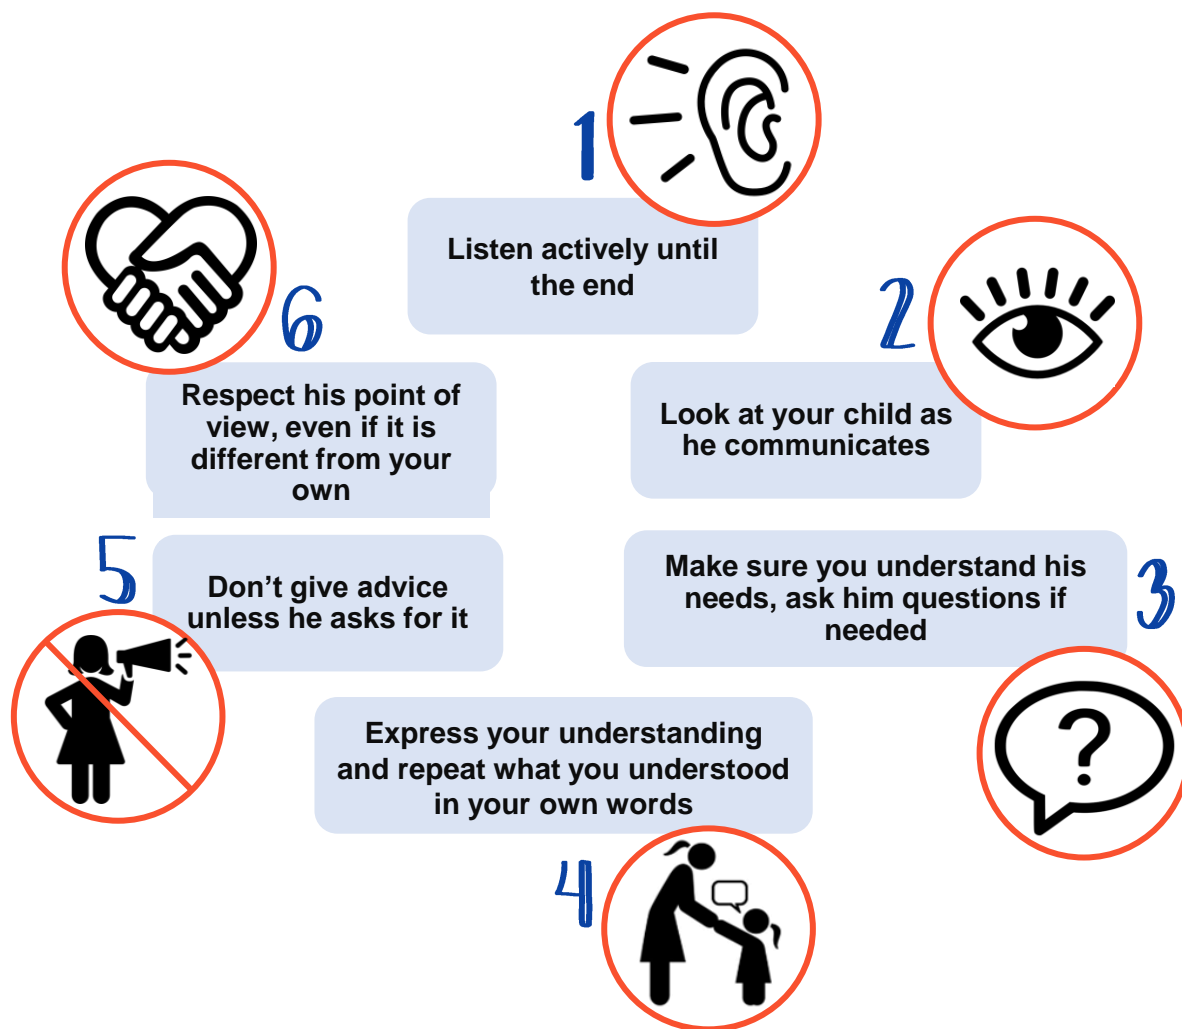 1
Listen actively until
the end
2
Look at your child as
he communicates
3
Make sure you understand his
needs, ask him questions if
needed
?
4
Express your understanding
and repeat what you understood
in your own words
5
Don’t give advice
unless he asks for it
6
Respect his point of
view, even if it is
different from your
own